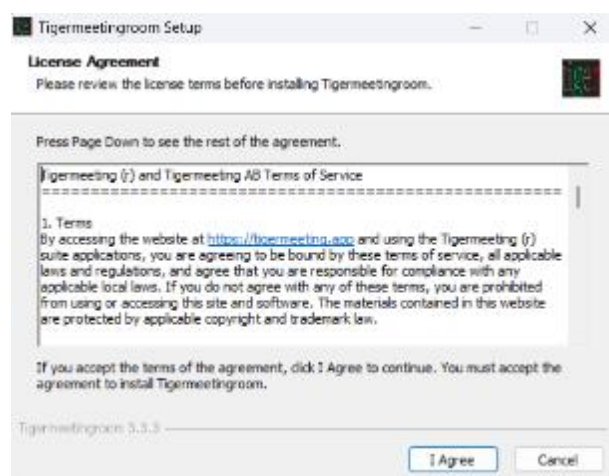 Tigermeetingroom Setup
License Agreement
Please review the license terms before installing Tigermeetingroom.
Press Page Down to see the rest of the agreement.
Tigermeeting (r) and Tigermeeting AB Terms of Service
==============================================================
1. Terms
By accessing the website at https://tigermeeting.app and using the Tigermeeting (r)
suite applications, you are agreeing to be bound by these terms of service, all applicable
laws and regulations, and agree that you are responsible for compliance with any
applicable local laws. If you do not agree with any of these terms, you are prohibited
from using or accessing this site and software. The materials contained in this website
are protected by applicable copyright and trademark law.
If you accept the terms of the agreement, click I Agree to continue. You must accept the
agreement to install Tigermeetingroom.
Tigermeetingroom 3.3.3
I Agree
Cancel